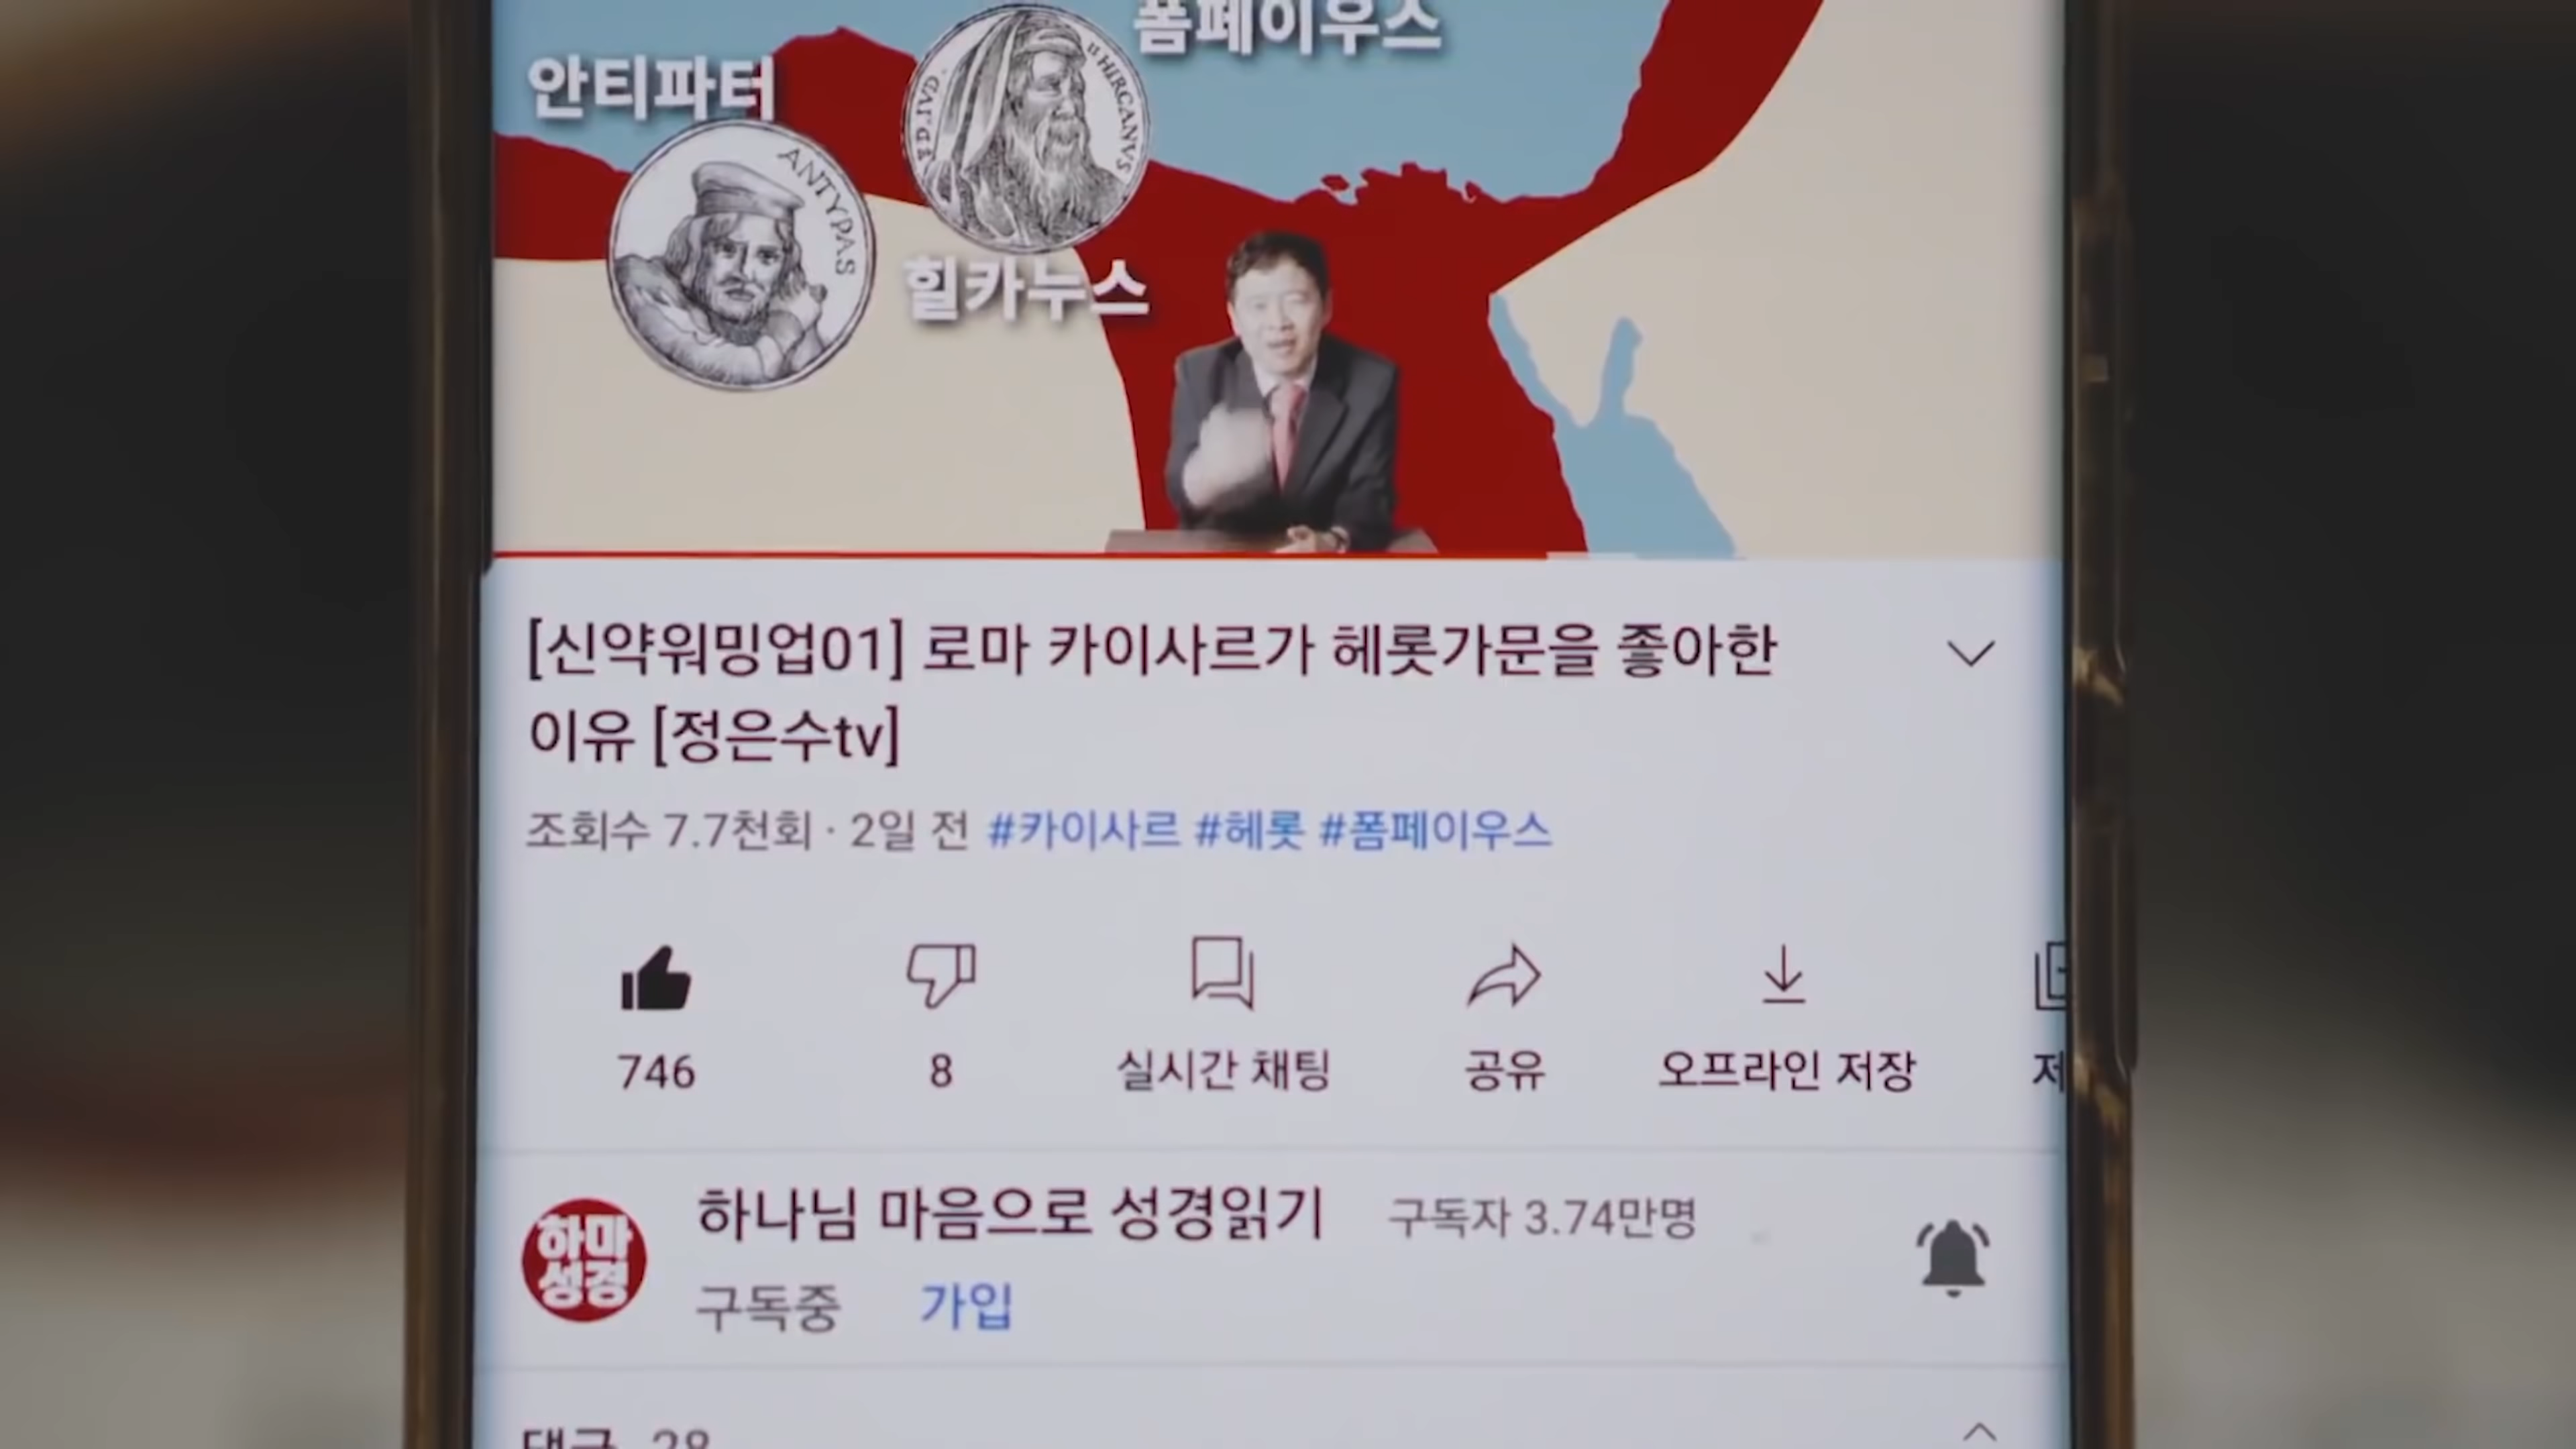 폼페이우스
안티파터
F D.IVD.
II HIRCANVS
ANTYPAS
힐카누스
[신약워밍업01] 로마 카이사르가 헤롯가문을 좋아한
이유 [정은수tv]
조회수 7.7천회 · 2일 전 #카이사르 #헤롯 #폼페이우스
746
8
실시간 채팅
공유
오프라인 저장
하마
성경
하나님 마음으로 성경읽기 구독자 3.74만명
구독중 가입
댓글 28